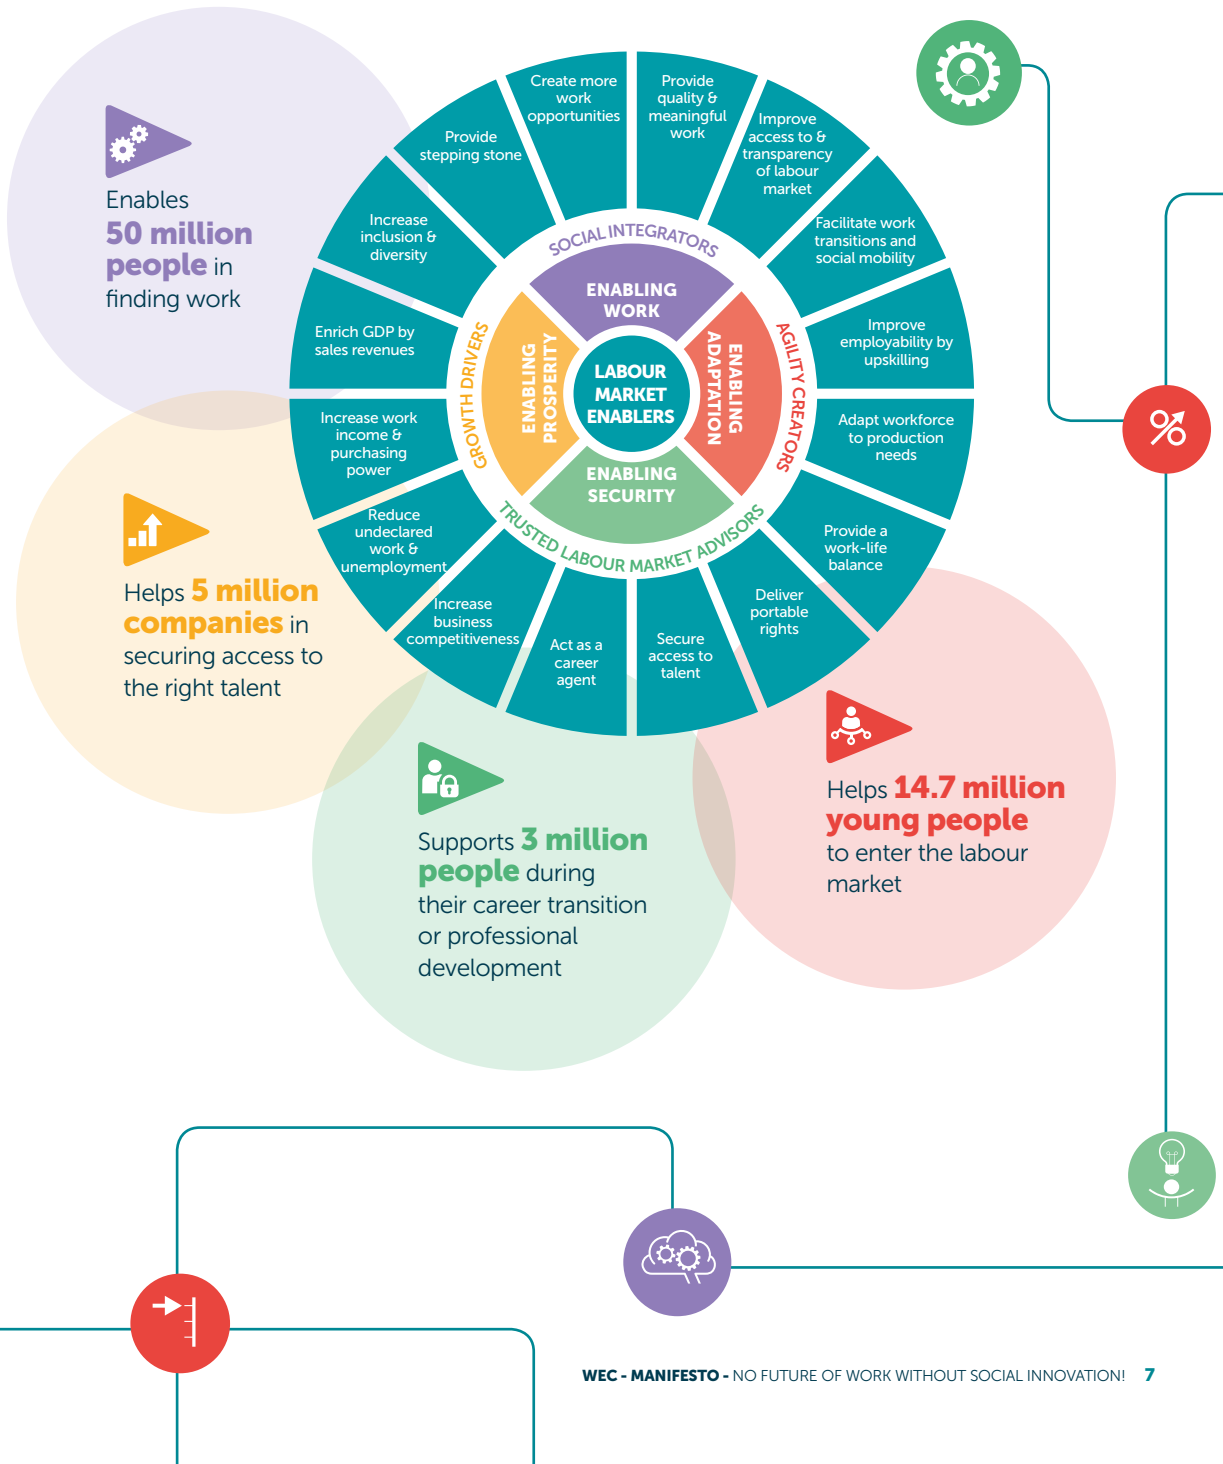 Create more
work
opportunities
Provide
quality &
meaningful
work
Improve
access to &
transparency
of labour
market
Facilitate work
transitions and
social mobility
Improve
employability by
upskilling
Adapt workforce
to production
needs
Provide a
work-life
balance
Deliver
portable
rights
Secure
access to
talent
Act as a
career
agent
Increase
business
competitiveness
Reduce
undeclared
work &
unemployment
Increase work
income &
purchasing
power
Enrich GDP by
sales revenues
Increase
inclusion &
diversity
Provide
stepping stone
SOCIAL INTEGRATORS
ENABLING
WORK
AGILITY CREATORS
ENABLING
ADAPTATION
TRUSTED LABOUR MARKET ADVISORS
ENABLING
SECURITY
GROWTH DRIVERS
ENABLING
PROSPERITY
LABOUR
MARKET
ENABLERS
Enables
50 million
people in
finding work
Helps 5 million
companies in
securing access to
the right talent
Supports 3 million
people during
their career transition
or professional
development
Helps 14.7 million
young people
to enter the labour
market
WEC - MANIFESTO - NO FUTURE OF WORK WITHOUT SOCIAL INNOVATION! 7